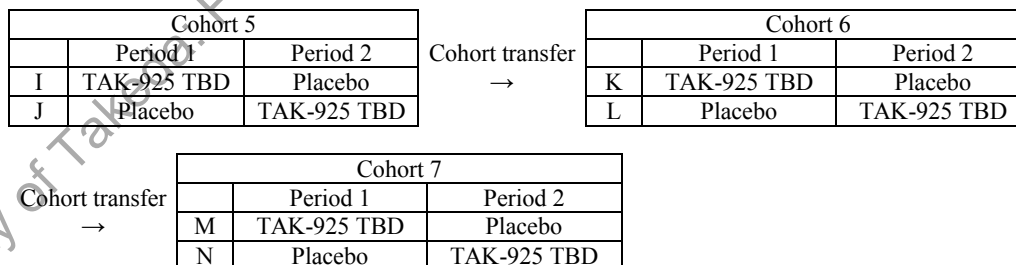 Cohort 5
Period 1 Period 2
I TAK-925 TBD Placebo
J Placebo TAK-925 TBD
Cohort transfer
→
Cohort 6
Period 1 Period 2
K TAK-925 TBD Placebo
L Placebo TAK-925 TBD
Cohort transfer
→
Cohort 7
Period 1 Period 2
M TAK-925 TBD Placebo
N Placebo TAK-925 TBD
of Takeda: